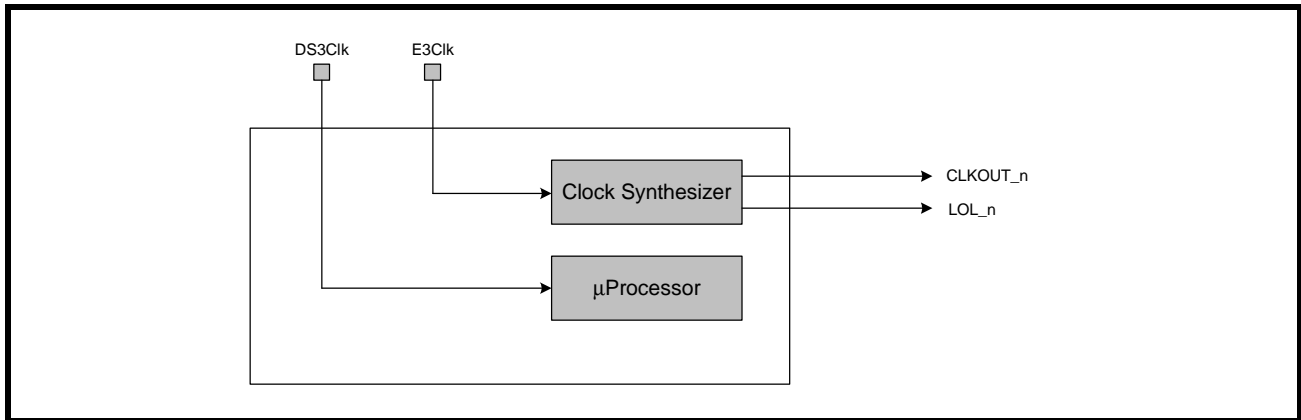 DS3Clk
E3Clk
Clock Synthesizer
CLKOUT_n
LOL_n
μProcessor